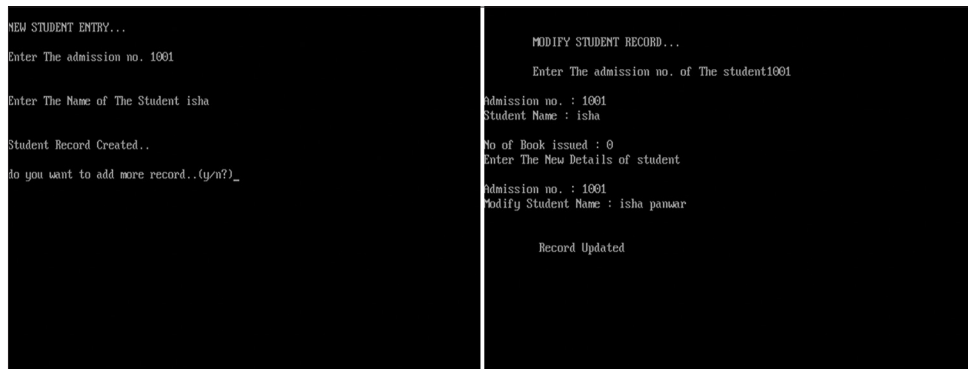 NEW STUDENT ENTRY...
Enter The admission no. 1001
Enter The Name of The Student isha
Student Record Created..
do you want to add more record..(y/n?)_
MODIFY STUDENT RECORD...
Enter The admission no. of The student1001
Admission no. : 1001
Student Name : isha
No of Book issued : 0
Enter The New Details of student
Admission no. : 1001
Modify Student Name : isha panwar
Record Updated